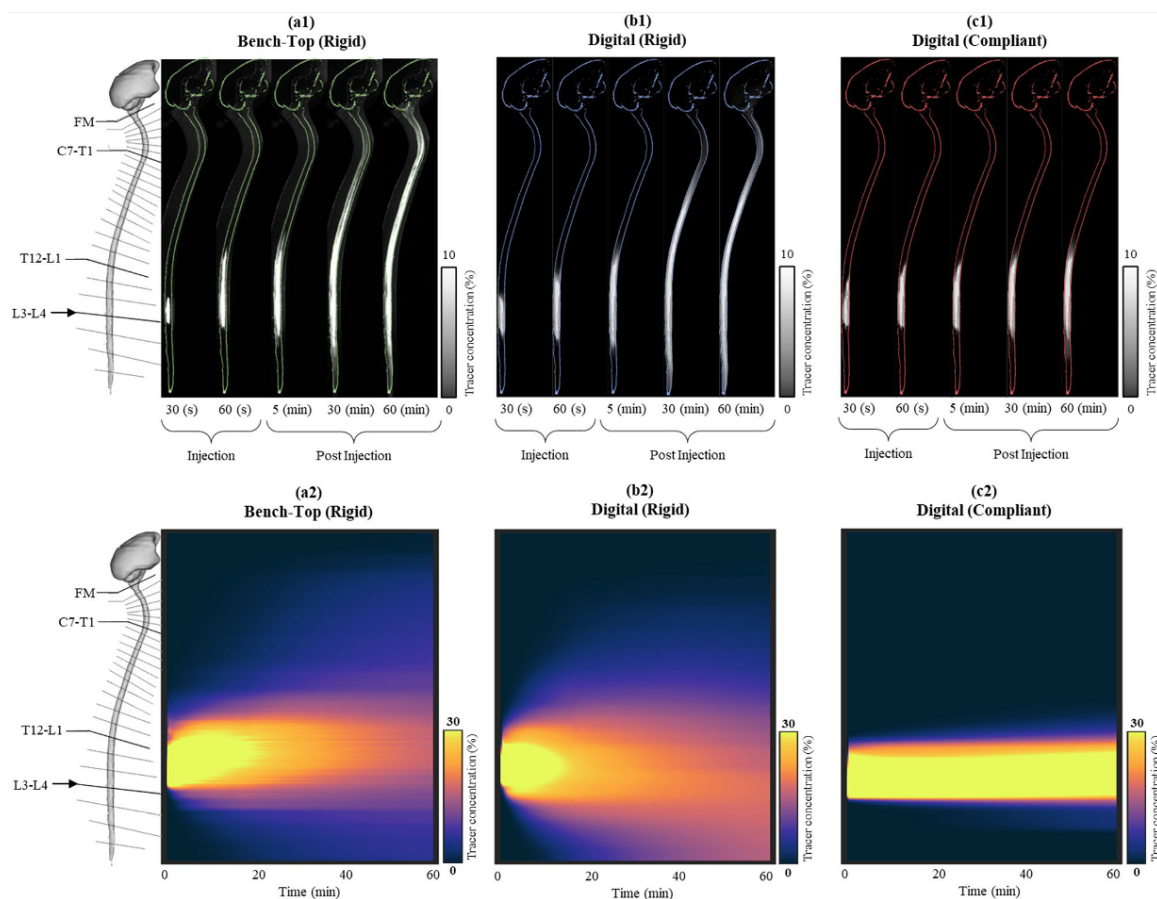 (a1)
Bench-Top (Rigid)
(b1)
Digital (Rigid)
(c1)
Digital (Compliant)
FM
C7-T1
T12-L1
L3-L4
10
Tracer concentration (%)
0
10
Tracer concentration (%)
0
10
Tracer concentration (%)
0
30 (s) 60 (s) 5 (min) 30 (min) 60 (min)
Injection Post Injection
30 (s) 60 (s) 5 (min) 30 (min) 60 (min)
Injection Post Injection
30 (s) 60 (s) 5 (min) 30 (min) 60 (min)
Injection Post Injection
(a2)
Bench-Top (Rigid)
(b2)
Digital (Rigid)
(c2)
Digital (Compliant)
FM
C7-T1
T12-L1
L3-L4
30
Tracer concentration (%)
0
30
Tracer concentration (%)
0
30
Tracer concentration (%)
0
0 20 40 60
Time (min)
0 20 40 60
Time (min)
0 20 40 60
Time (min)